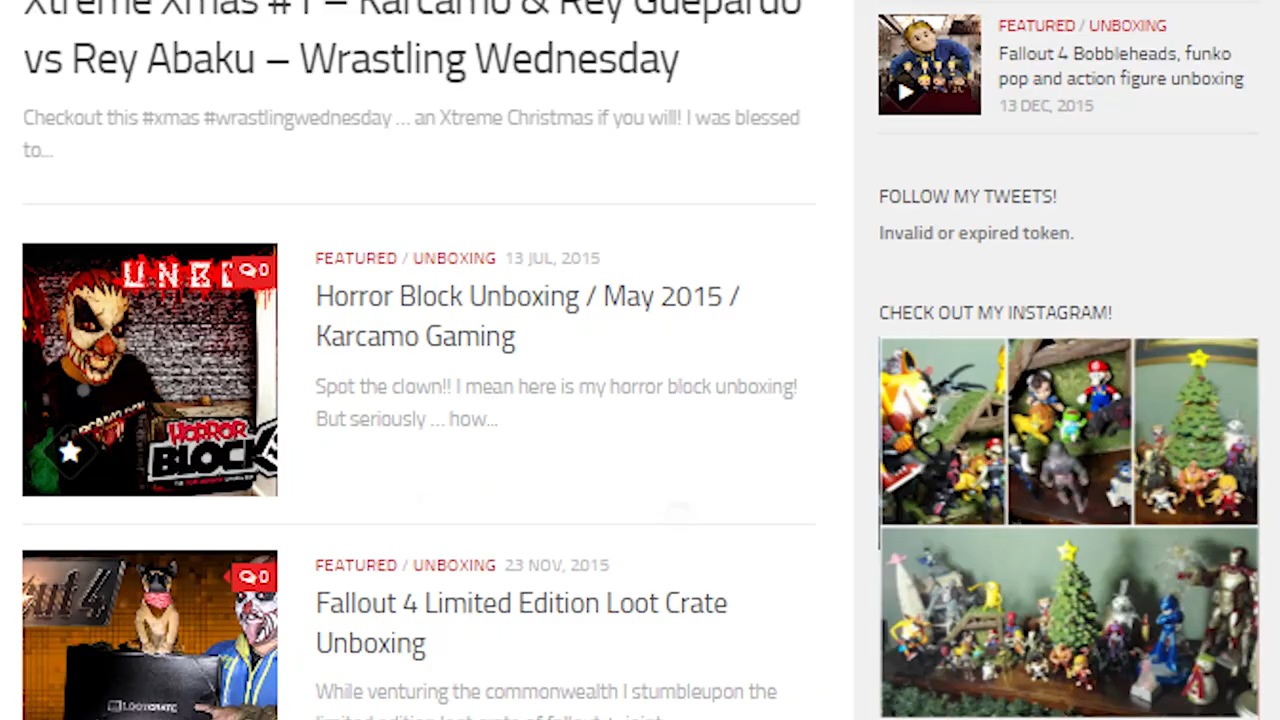 Xtreme Xmas #1 – Karcamo & Rey Guepardo
vs Rey Abaku – Wrastling Wednesday
Checkout this #xmas #wrastlingwednesday ... an Xtreme Christmas if you will! I was blessed
to...
UNB
0
KARCAMO
HORROR
BLOCK
FEATURED / UNBOXING 13 JUL, 2015
Horror Block Unboxing / May 2015 /
Karcamo Gaming
Spot the clown!! I mean here is my horror block unboxing!
But seriously ... how...
out 4
0
LOOTCRATE
FEATURED / UNBOXING 23 NOV, 2015
Fallout 4 Limited Edition Loot Crate
Unboxing
While venturing the commonwealth I stumbleupon the
FEATURED / UNBOXING
Fallout 4 Bobbleheads, funko
pop and action figure unboxing
13 DEC, 2015
FOLLOW MY TWEETS!
Invalid or expired token.
CHECK OUT MY INSTAGRAM!